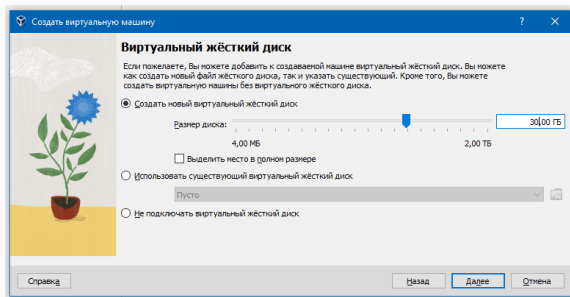 Создать виртуальную машину
Виртуальный жёсткий диск
Если пожелаете, Вы можете добавить к создаваемой машине виртуальный жёсткий диск. Вы можете
как создать новый файл жёсткого диска, так и указать существующий. Кроме того, Вы можете
создать виртуальную машину без виртуального жёсткого диска.
Создать новый виртуальный жёсткий диск
Размер диска:
30,00 ГБ
4,00 МБ 2,00 ТБ
Выделить место в полном размере
Использовать существующий виртуальный жёсткий диск
Пусто
Не подключать виртуальный жёсткий диск
Справка Назад Далее Отмена